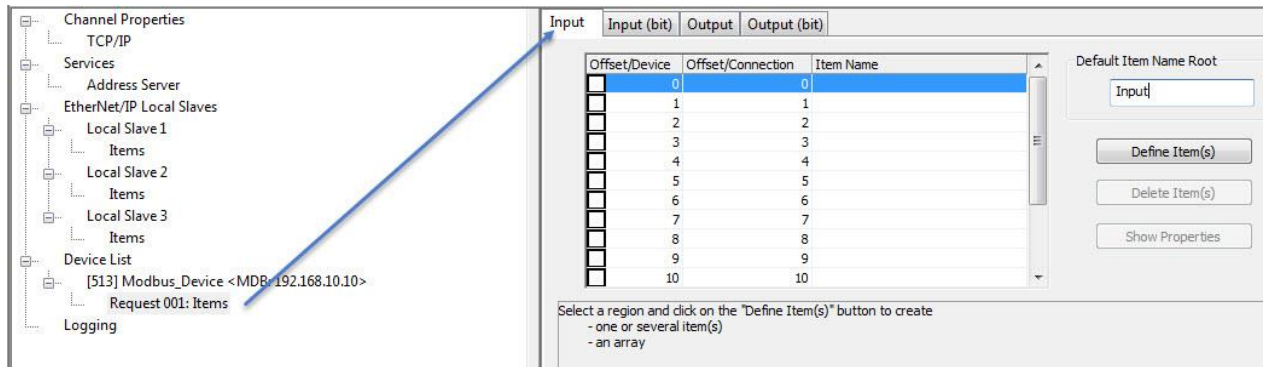 Channel Properties
TCP/IP
Services
Address Server
EtherNet/IP Local Slaves
Local Slave 1
Items
Local Slave 2
Items
Local Slave 3
Items
Device List
[513] Modbus_Device <MDB: 192.168.10.10>
Request 001: Items
Logging
Input Input (bit) Output Output (bit)
Offset/Device Offset/Connection Item Name
0 0
1 1
2 2
3 3
4 4
5 5
6 6
7 7
8 8
9 9
10 10
Default Item Name Root
Input
Define Item(s)
Delete Item(s)
Show Properties
Select a region and click on the "Define Item(s)" button to create
- one or several item(s)
- an array